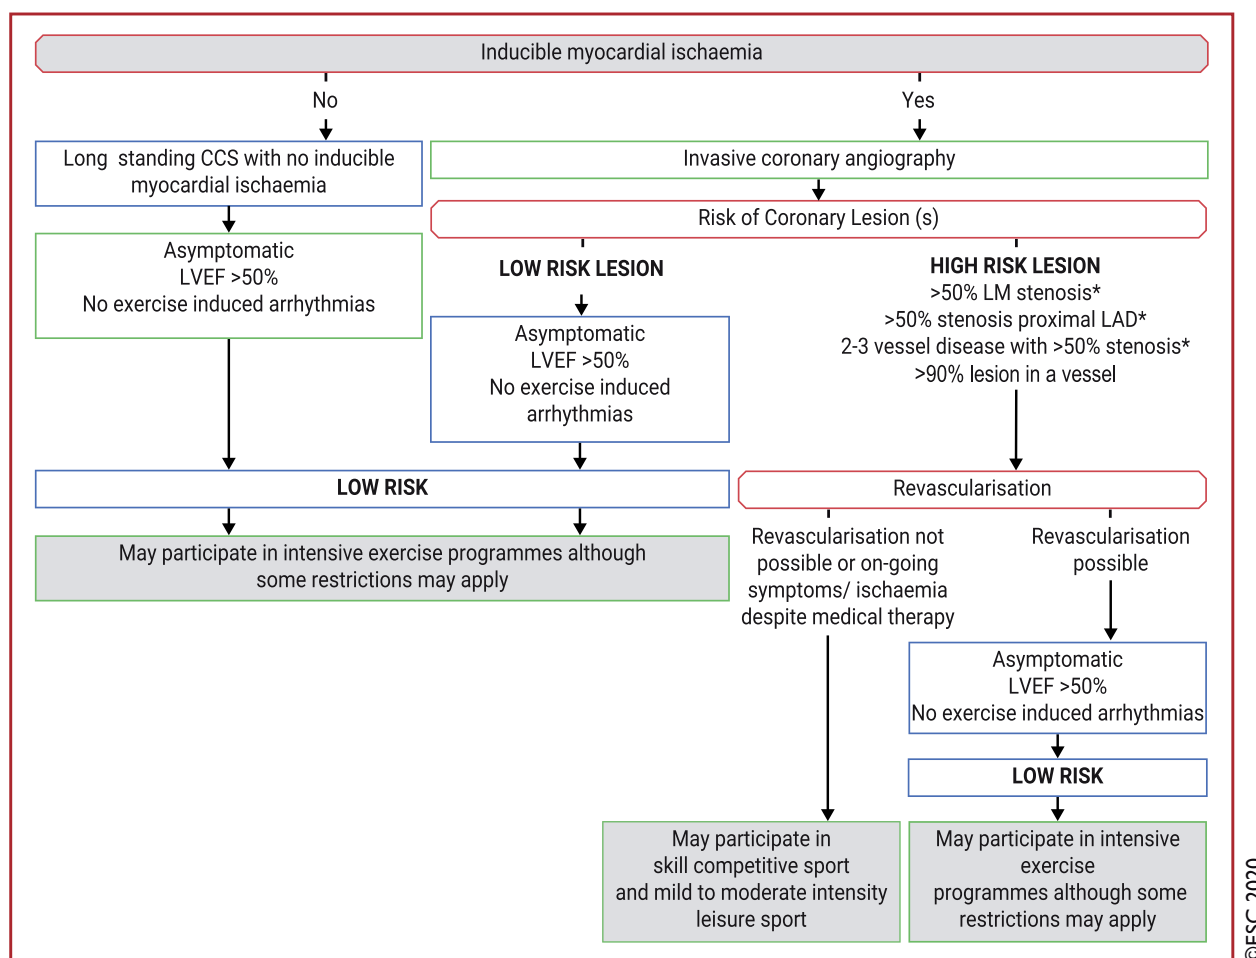 Inducible myocardial ischaemia
No
Yes
Long standing CCS with no inducible
myocardial ischaemia
Invasive coronary angiography
Risk of Coronary Lesion (s)
Asymptomatic
LVEF >50%
No exercise induced arrhythmias
LOW RISK LESION
Asymptomatic
LVEF >50%
No exercise induced
arrhythmias
HIGH RISK LESION
>50% LM stenosis*
>50% stenosis proximal LAD*
2-3 vessel disease with >50% stenosis*
>90% lesion in a vessel
LOW RISK
May participate in intensive exercise programmes although
some restrictions may apply
Revascularisation
Revascularisation not
possible or on-going
symptoms/ ischaemia
despite medical therapy
Revascularisation
possible
Asymptomatic
LVEF >50%
No exercise induced arrhythmias
LOW RISK
May participate in
skill competitive sport
and mild to moderate intensity
leisure sport
May participate in intensive
exercise
programmes although some
restrictions may apply
©ESC 2020